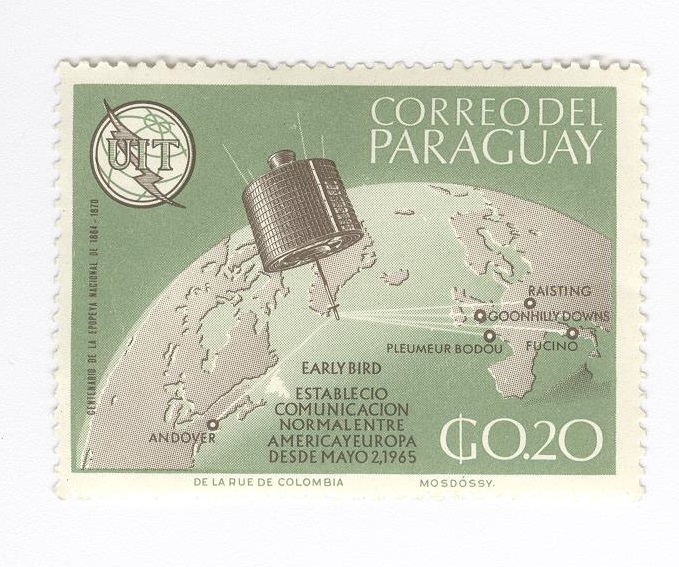 CORREO DEL
PARAGUAY
UIT
CENTENARIO DE LA EPOPEYA NACIONAL DE 1864-1870
RAISTING
GOONHILLY DOWNS
PLEUMEUR BODOU
FUCINO
EARLY BIRD
ESTABLECIO
COMUNICACION
NORMAL ENTRE
AMERICA Y EUROPA
DESDE MAYO 2,1965
ANDOVER
₲0.20
DE LA RUE DE COLOMBIA
MOSDÓSSY.